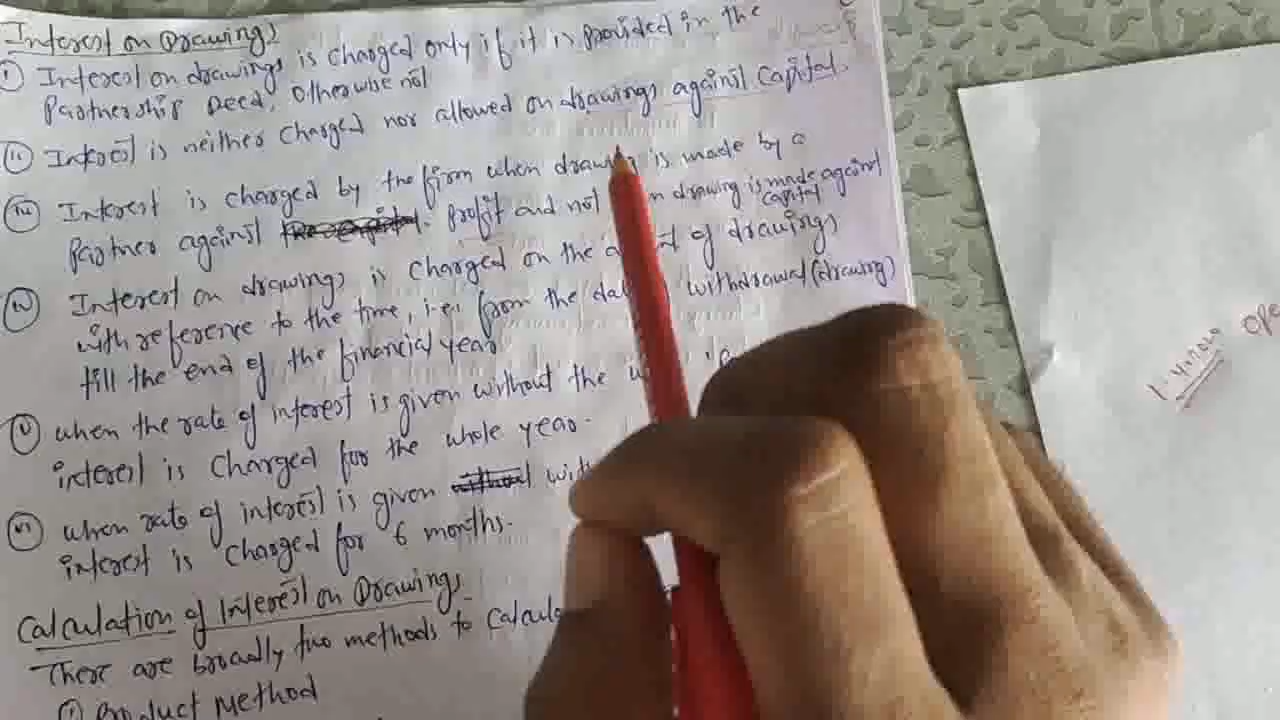 Interest on Drawings
(i) Interest on drawings is charged only if it is provided in the
Partnership Deed, otherwise not
(ii) Interest is neither charged nor allowed on drawings against Capital.
(iii) Interest is charged by the firm when drawing is made by a
Partner against profit and not drawing is made against
capital
(iv) Interest on drawings is charged on the of drawings
with reference to the time, i.e. from the withdrawal (drawing)
till the end of the financial year
(v) when the rate of interest is given without the
interest is charged for the whole year.
(vi) when rate of interest is given
interest is charged for 6 months.
Calculation of Interest on Drawings
There are broadly two methods to
(i) Product Method